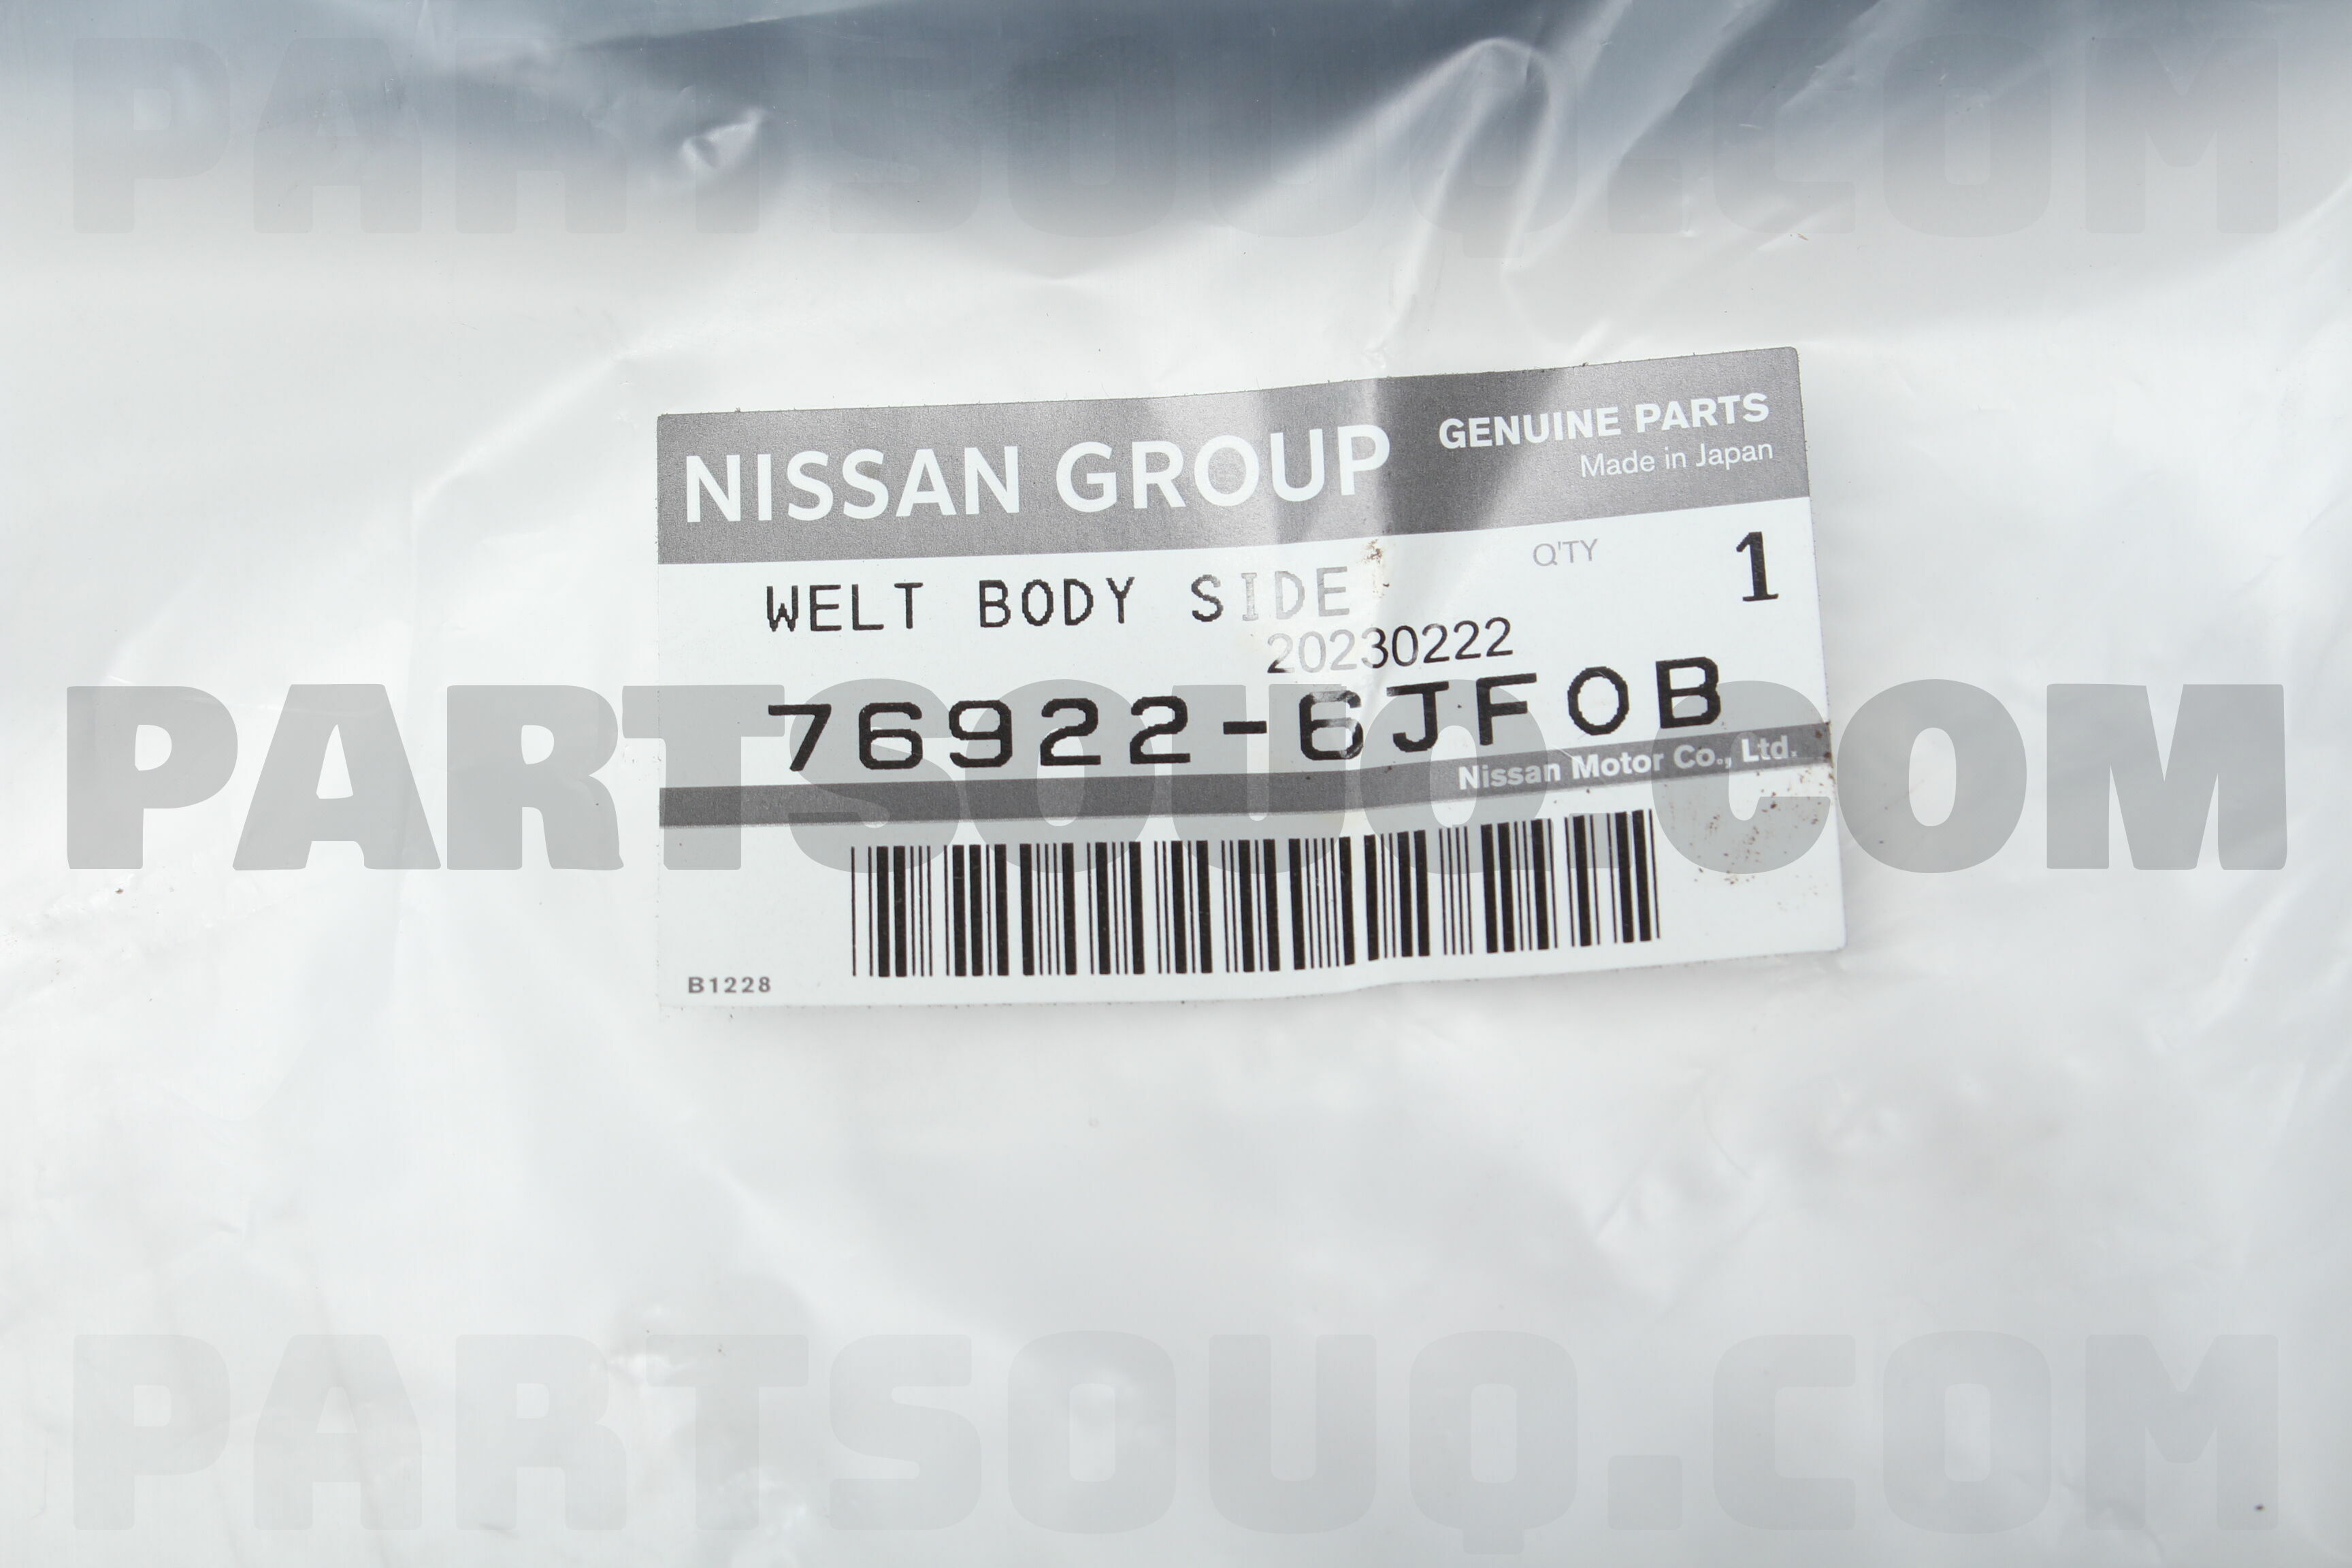 PARTSOUQ.COM
NISSAN GROUP
GENUINE PARTS
Made in Japan
Q'TY 1
WELT BODY SIDE
20230222
76922-6JF0B
PARTSOUQ.COM
Nissan Motor Co., Ltd.
B1228
PARTSOUQ.COM